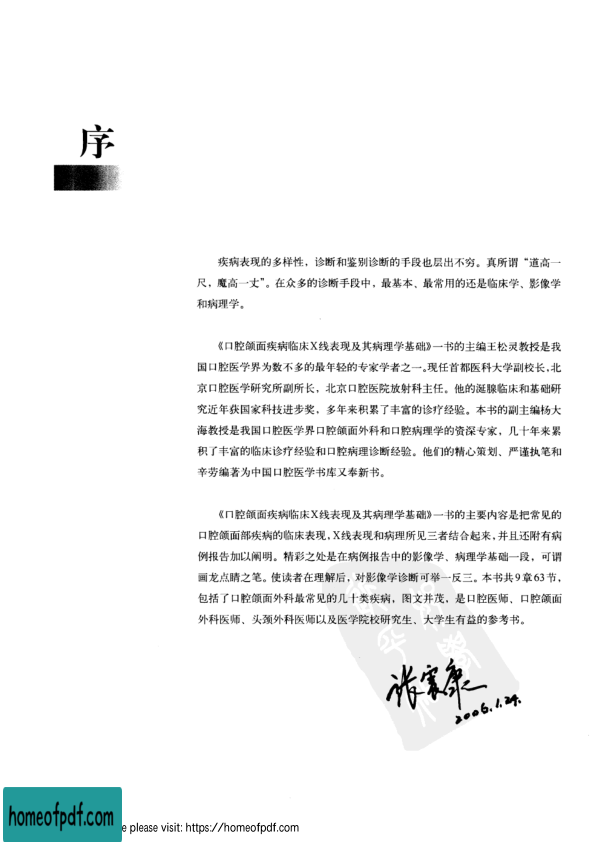 序
疾病表现的多样性，诊断和鉴别诊断的手段也层出不穷。真所谓“道高一
尺，魔高一丈”。在众多的诊断手段中，最基本、最常用的还是临床学、影像学
和病理学。
《口腔颌面疾病临床X线表现及其病理学基础》一书的主编王松灵教授是我
国口腔医学界为数不多的最年轻的专家学者之一。现任首都医科大学副校长，北
京口腔医学研究所副所长，北京口腔医院放射科主任。他的涎腺临床和基础研
究近年获国家科技进步奖，多年来积累了丰富的诊疗经验。本书的副主编杨大
海教授是我国口腔医学界口腔颌面外科和口腔病理学的资深专家，几十年来累
积了丰富的临床诊疗经验和口腔病理诊断经验。他们的精心策划、严谨执笔和
辛劳编著为中国口腔医学书库又奉新书。
《口腔颌面疾病临床X线表现及其病理学基础》一书的主要内容是把常见的
口腔颌面部疾病的临床表现，X线表现和病理所见三者结合起来，并且还附有病
例报告加以阐明。精彩之处是在病例报告中的影像学、病理学基础一段，可谓
画龙点睛之笔。使读者在理解后，对影像学诊断可举一反三。本书共9章63节，
包括了口腔颌面外科最常见的几十类疾病，图文并茂，是口腔医师、口腔颌面
外科医师、头颈外科医师以及医学院校研究生、大学生有益的参考书。
张震康
2006.1.24.
homeofpdf.com
e please visit: https://homeofpdf.com